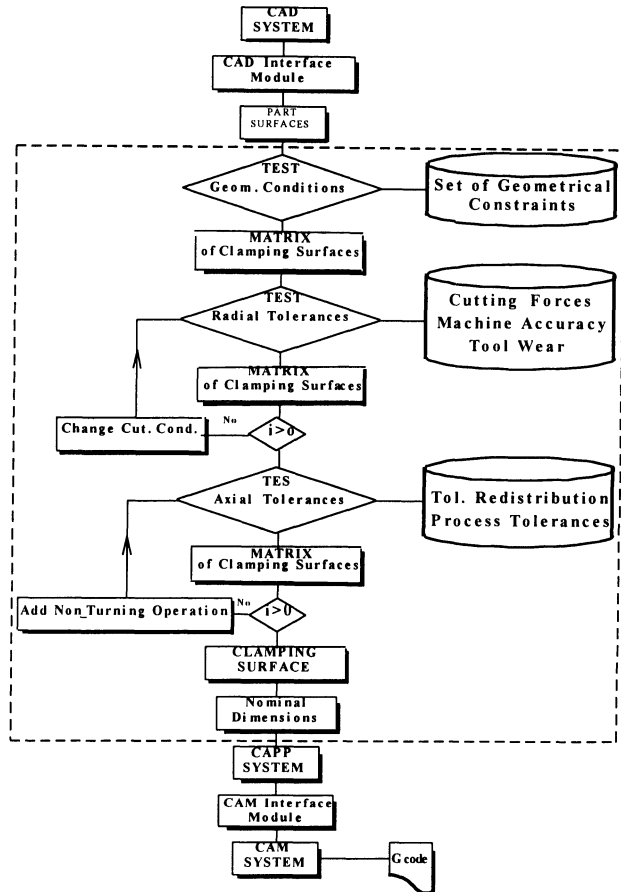 CAD
SYSTEM
CAD Interface
Module
PART
SURFACES
TEST
Geom. Conditions
Set of Geometrical
Constraints
MATRIX
of Clamping Surfaces
TEST
Radial Tolerances
Cutting Forces
Machine Accuracy
Tool Wear
MATRIX
of Clamping Surfaces
Change Cut. Cond.
No
i>o
TES
Axial Tolerances
Tol. Redistribution
Process Tolerances
MATRIX
of Clamping Surfaces
Add Non_Turning Operation
No
i>0
CLAMPING
SURFACE
Nominal
Dimensions
CAPP
SYSTEM
CAM Interface
Module
CAM
SYSTEM
G code